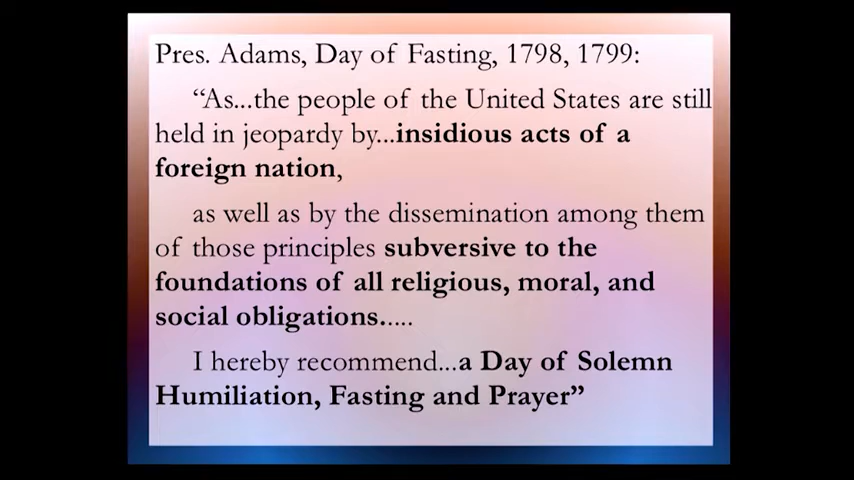 Pres. Adams, Day of Fasting, 1798, 1799:
“As...the people of the United States are still
held in jeopardy by...insidious acts of a
foreign nation,
as well as by the dissemination among them
of those principles subversive to the
foundations of all religious, moral, and
social obligations.....
I hereby recommend...a Day of Solemn
Humiliation, Fasting and Prayer”